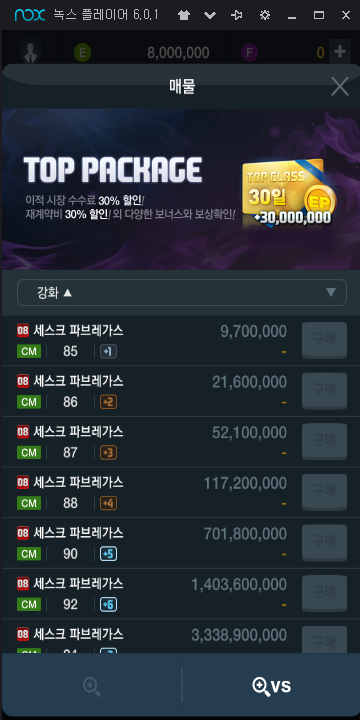 nox 녹스 플레이어 6.0.1
E 8,000,000 F 0 +
매물
TOP PACKAGE
이적 시장 수수료 30% 할인!
재계약비 30% 할인! 외 다양한 보너스와 보상확인!
TOP CLASS
30일
EP
+30,000,000
강화 ▲
08 세스크 파브레가스 9,700,000 구매
CM 85 +1 -
08 세스크 파브레가스 21,600,000 구매
CM 86 +2 -
08 세스크 파브레가스 52,100,000 구매
CM 87 +3 -
08 세스크 파브레가스 117,200,000 구매
CM 88 +4 -
08 세스크 파브레가스 701,800,000 구매
CM 90 +5 -
08 세스크 파브레가스 1,403,600,000 구매
CM 92 +6 -
08 세스크 파브레가스 3,338,900,000 구매
VS